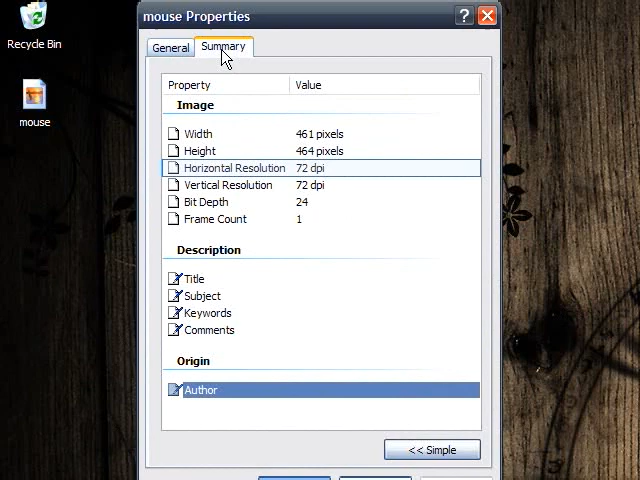 mouse Properties
Recycle Bin
General
Summary
Property Value
Image
mouse
Width 461 pixels
Height 464 pixels
Horizontal Resolution 72 dpi
Vertical Resolution 72 dpi
Bit Depth 24
Frame Count 1
Description
Title
Subject
Keywords
Comments
Origin
Author
<< Simple